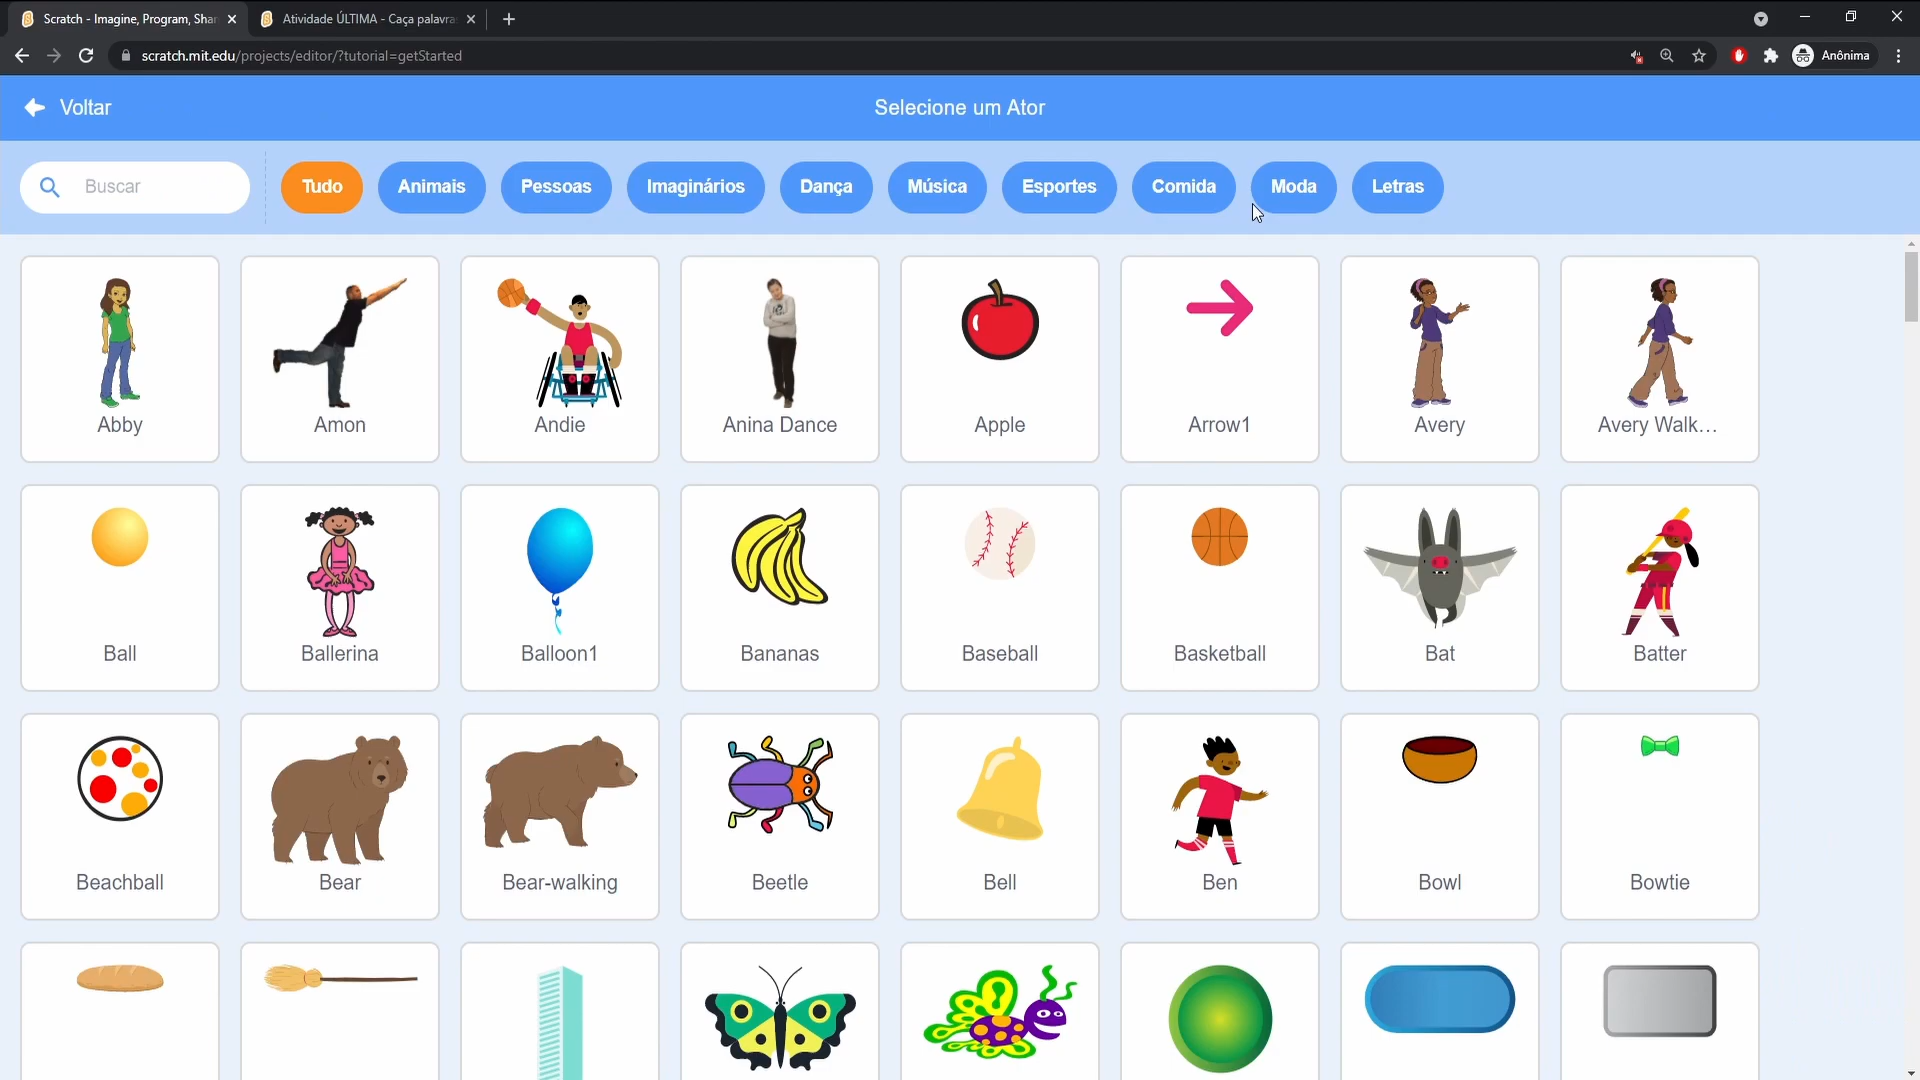 Scratch - Imagine, Program, Shar
Atividade ÚLTIMA - Caça palavra
scratch.mit.edu/projects/editor/?tutorial=getStarted
Anônima
Voltar
Selecione um Ator
Buscar
Tudo
Animais
Pessoas
Imaginários
Dança
Música
Esportes
Comida
Moda
Letras
Abby
Amon
Andie
Anina Dance
Apple
Arrow1
Avery
Avery Walk...
Ball
Ballerina
Balloon1
Bananas
Baseball
Basketball
Bat
Batter
Beachball
Bear
Bear-walking
Beetle
Bell
Ben
Bowl
Bowtie